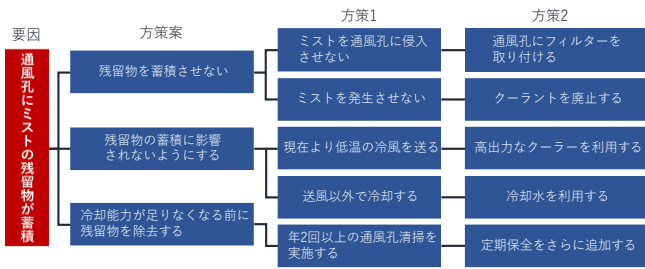 要因
方策案
方策1
方策2
通風孔にミストの残留物が蓄積
残留物を蓄積させない
ミストを通風孔に侵入
させない
通風孔にフィルターを
取り付ける
ミストを発生させない
クーラントを廃止する
残留物の蓄積に影響
されないようにする
現在より低温の冷風を送る
高出力なクーラーを利用する
送風以外で冷却する
冷却水を利用する
冷却能力が足りなくなる前に
残留物を除去する
年2回以上の通風孔清掃を
実施する
定期保全をさらに追加する